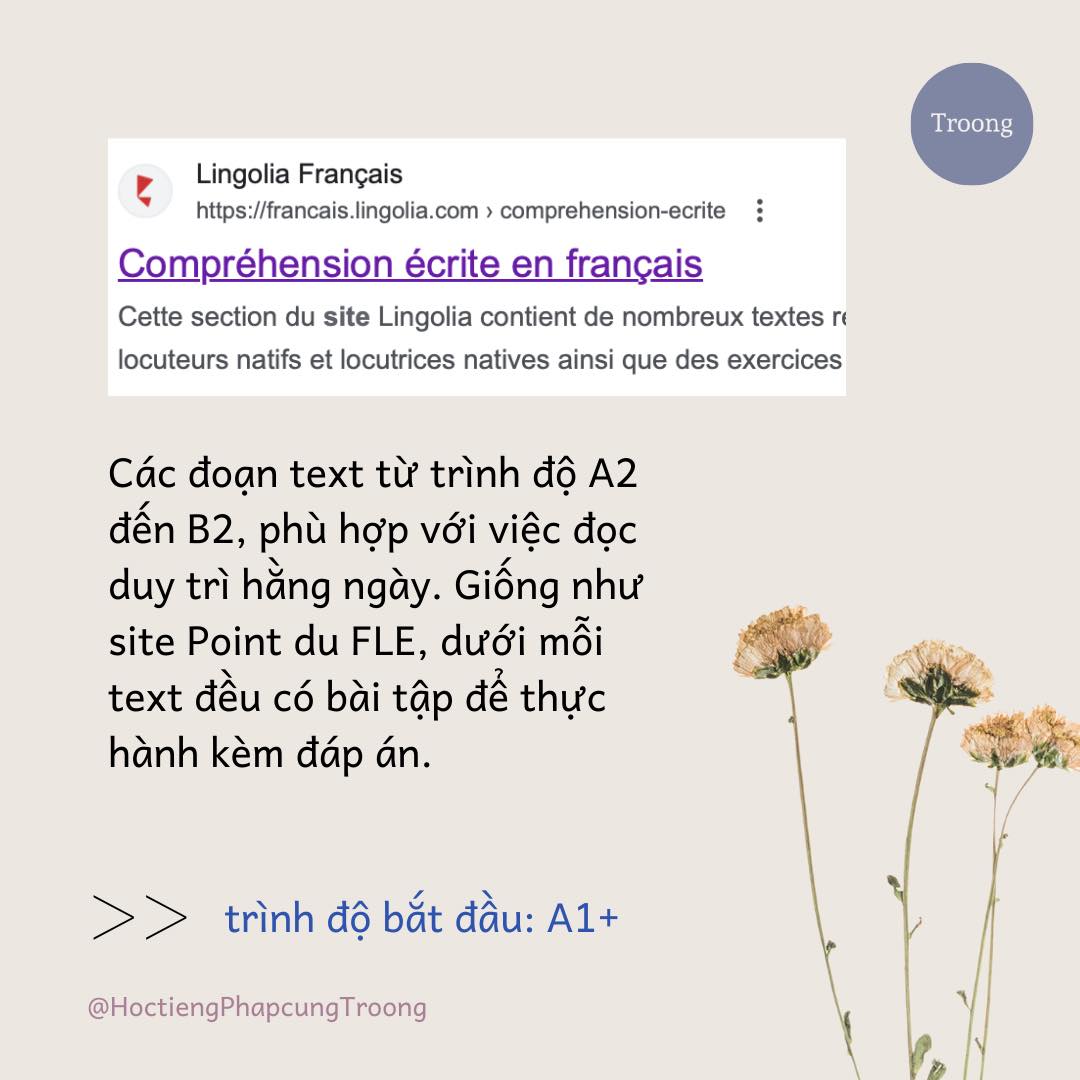 Troong
Lingolia Français
https://francais.lingolia.com › comprehension-ecrite
Compréhension écrite en français
Cette section du site Lingolia contient de nombreux textes
locuteurs natifs et locutrices natives ainsi que des exercices
Các đoạn text từ trình độ A2
đến B2, phù hợp với việc đọc
duy trì hằng ngày. Giống như
site Point du FLE, dưới mỗi
text đều có bài tập để thực
hành kèm đáp án.
>> trình độ bắt đầu: A1+
@HoctiengPhapcungTroong